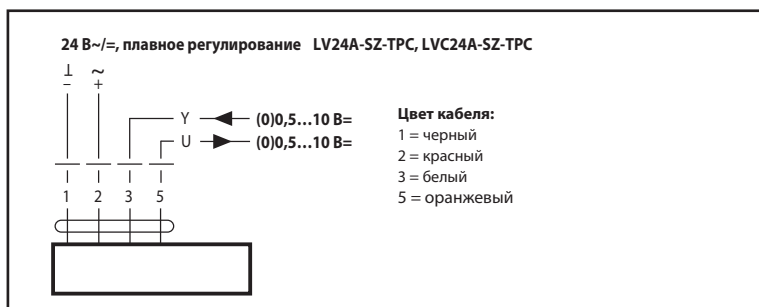 24 В~/=, плавное регулирование LV24A-SZ-TPC, LVC24A-SZ-TPC
⊥ ~
– +
Y (0)0,5…10 В=
U (0)0,5…10 В=
1 2 3 5
Цвет кабеля:
1 = черный
2 = красный
3 = белый
5 = оранжевый